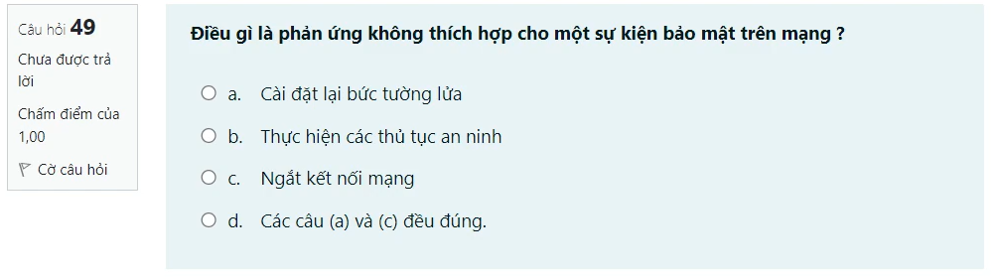 Câu hỏi 49
Chưa được trả
lời
Chấm điểm của
1,00
Cờ câu hỏi
Điều gì là phản ứng không thích hợp cho một sự kiện bảo mật trên mạng ?
a. Cài đặt lại bức tường lửa
b. Thực hiện các thủ tục an ninh
c. Ngắt kết nối mạng
d. Các câu (a) và (c) đều đúng.